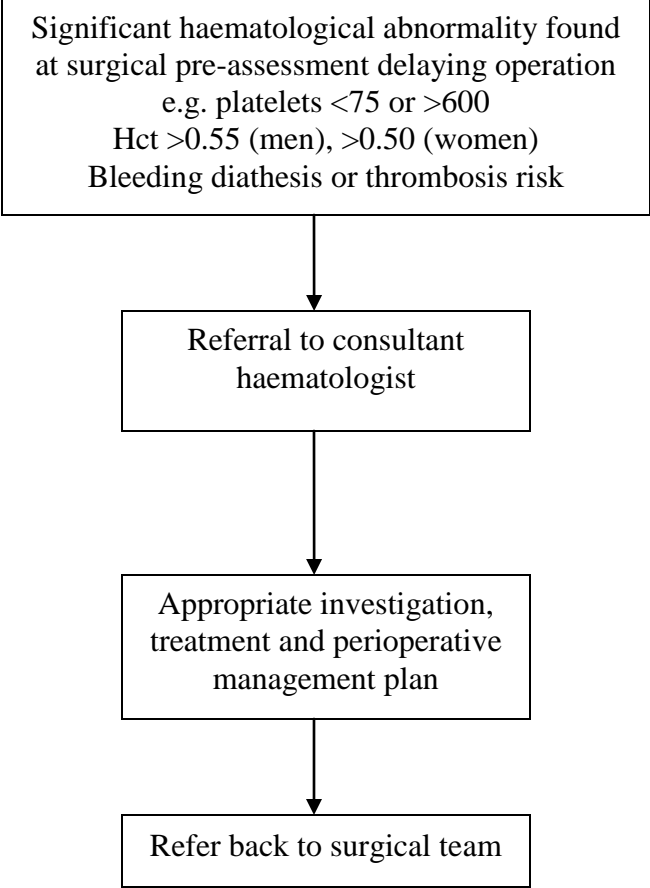 Significant haematological abnormality found
at surgical pre-assessment delaying operation
e.g. platelets <75 or >600
Hct >0.55 (men), >0.50 (women)
Bleeding diathesis or thrombosis risk
Referral to consultant
haematologist
Appropriate investigation,
treatment and perioperative
management plan
Refer back to surgical team